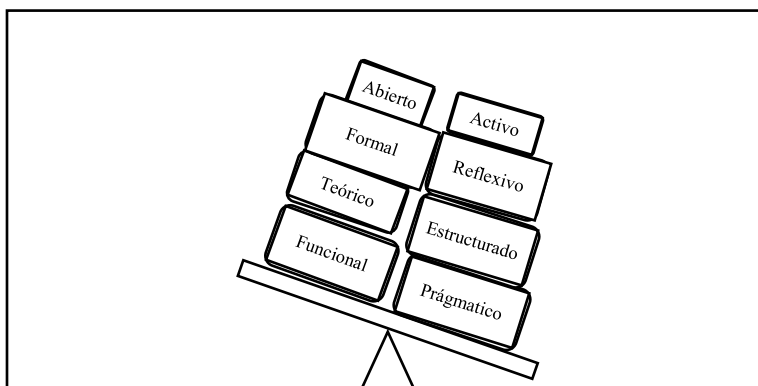 Abierto
Activo
Formal
Reflexivo
Teórico
Estructurado
Funcional
Prágmatico